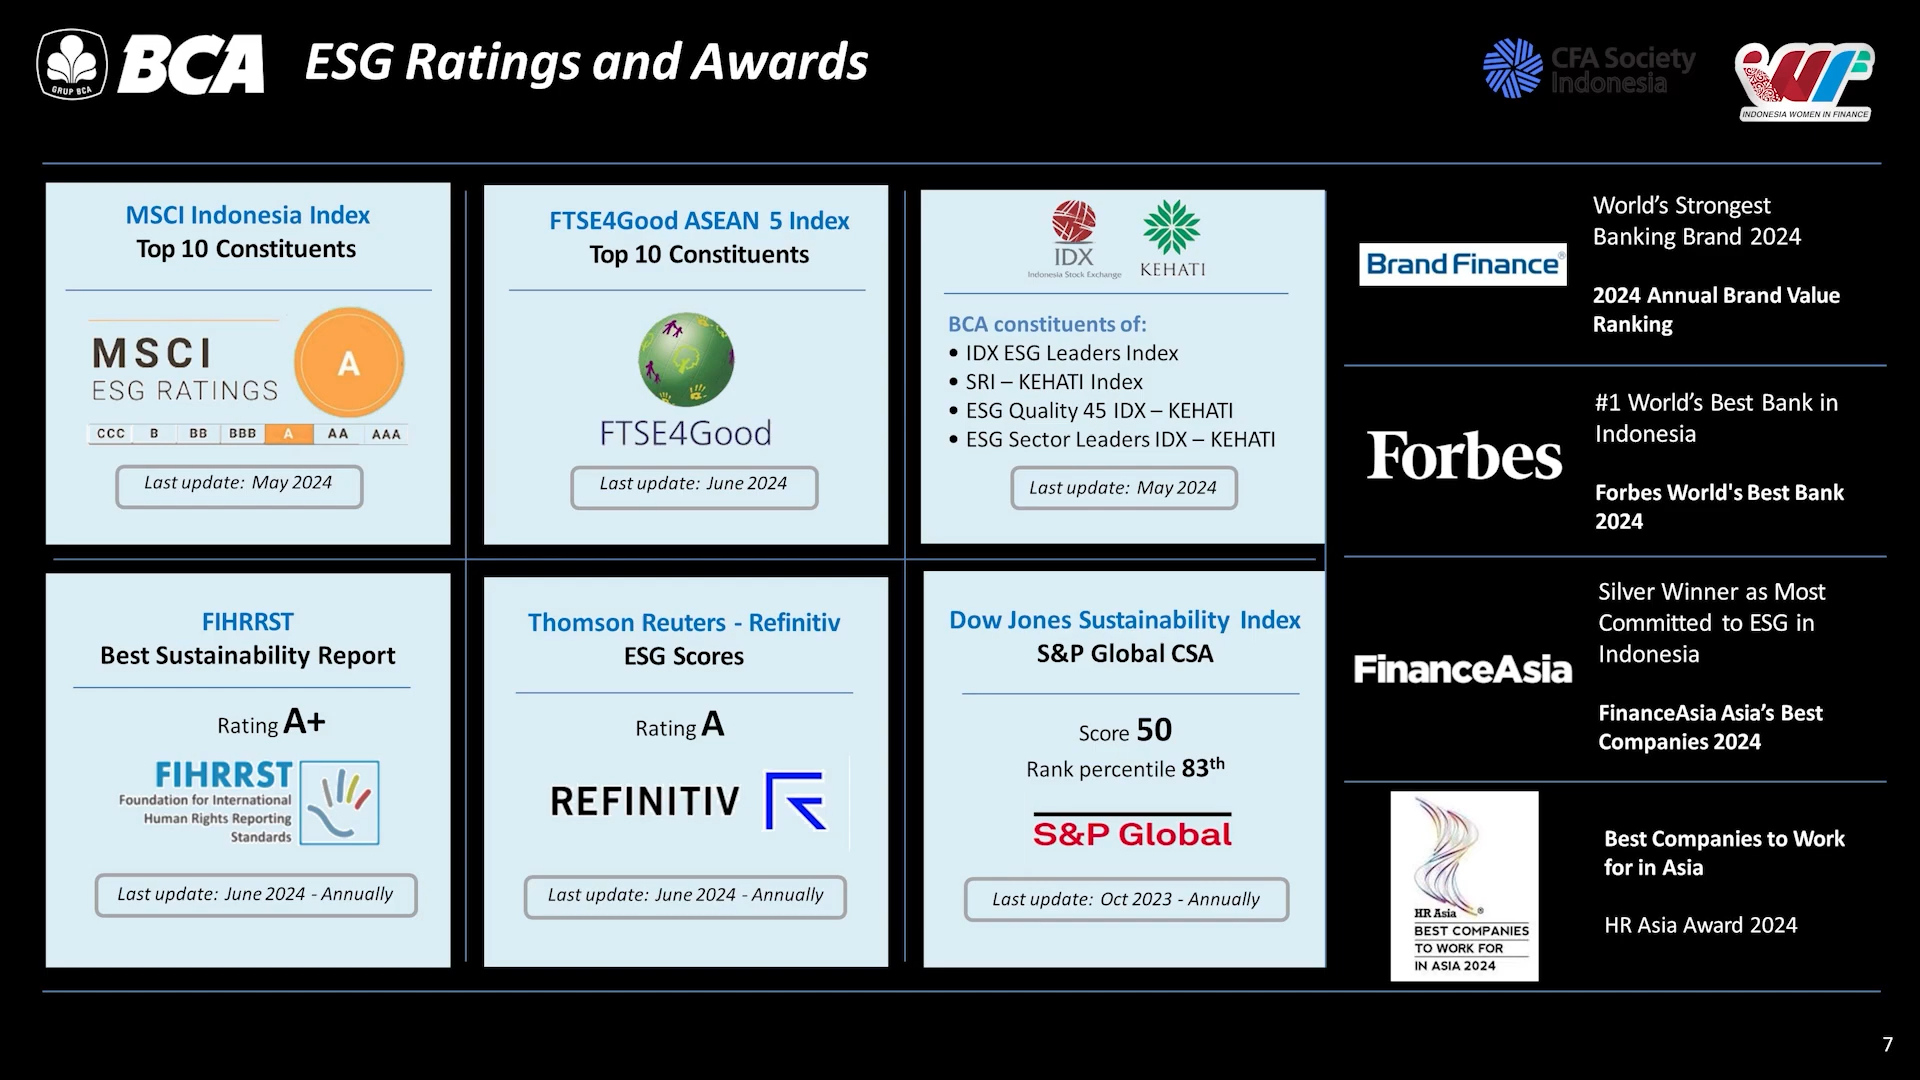 GRUP BCA
BCA
ESG Ratings and Awards
CFA Society
Indonesia
IWF
INDONESIA WOMEN IN FINANCE
MSCI Indonesia Index
Top 10 Constituents
MSCI
ESG RATINGS
A
CCC B BB BBB A AA AAA
Last update: May 2024
FTSE4Good ASEAN 5 Index
Top 10 Constituents
FTSE4Good
Last update: June 2024
IDX
Indonesia Stock Exchange
KEHATI
BCA constituents of:
• IDX ESG Leaders Index
• SRI – KEHATI Index
• ESG Quality 45 IDX – KEHATI
• ESG Sector Leaders IDX – KEHATI
Last update: May 2024
FIHRRST
Best Sustainability Report
Rating A+
FIHRRST
Foundation for International
Human Rights Reporting
Standards
Last update: June 2024 - Annually
Thomson Reuters - Refinitiv
ESG Scores
Rating A
REFINITIV
Last update: June 2024 - Annually
Dow Jones Sustainability Index
S&P Global CSA
Score 50
Rank percentile 83th
S&P Global
Last update: Oct 2023 - Annually
Brand Finance®
World's Strongest
Banking Brand 2024
2024 Annual Brand Value
Ranking
Forbes
#1 World's Best Bank in
Indonesia
Forbes World's Best Bank
2024
FinanceAsia
Silver Winner as Most
Committed to ESG in
Indonesia
FinanceAsia Asia's Best
Companies 2024
HR Asia ®
BEST COMPANIES
TO WORK FOR
IN ASIA 2024
Best Companies to Work
for in Asia
HR Asia Award 2024
7